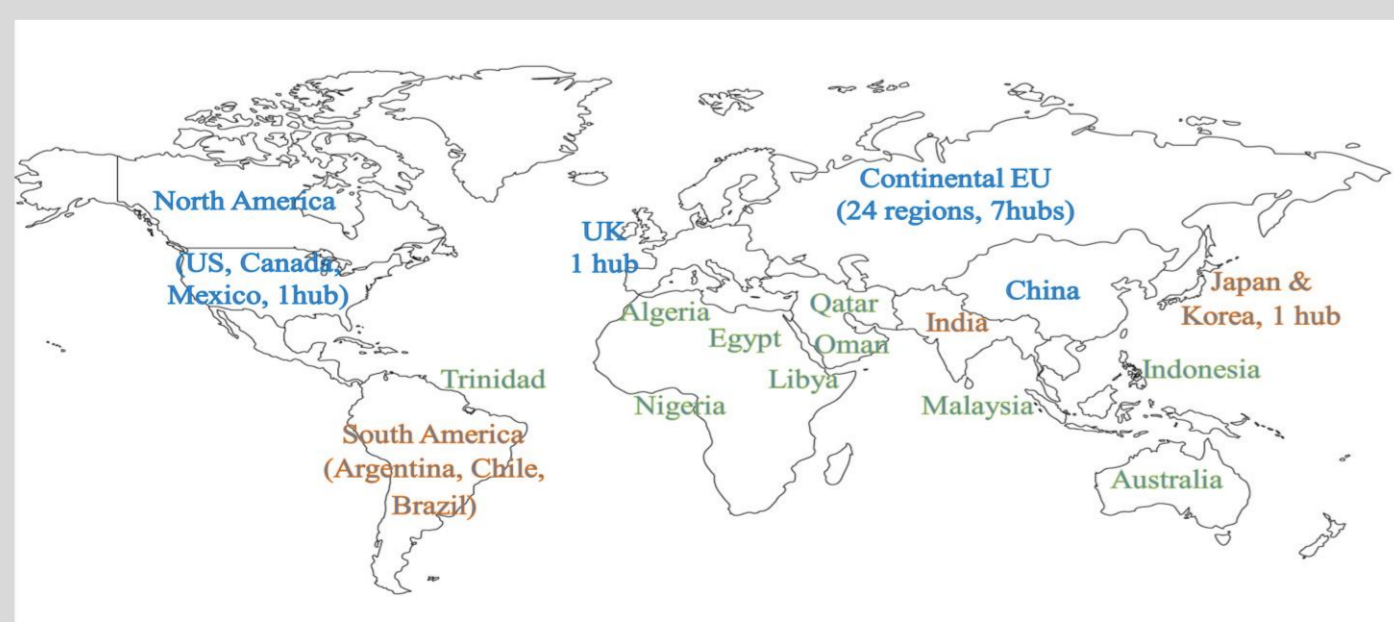 North America
(US, Canada,
Mexico, 1hub)
UK
1 hub
Continental EU
(24 regions, 7hubs)
China
Japan &
Korea, 1 hub
India
Algeria
Egypt
Qatar
Oman
Libya
Nigeria
Trinidad
Malaysia
Indonesia
South America
(Argentina, Chile,
Brazil)
Australia